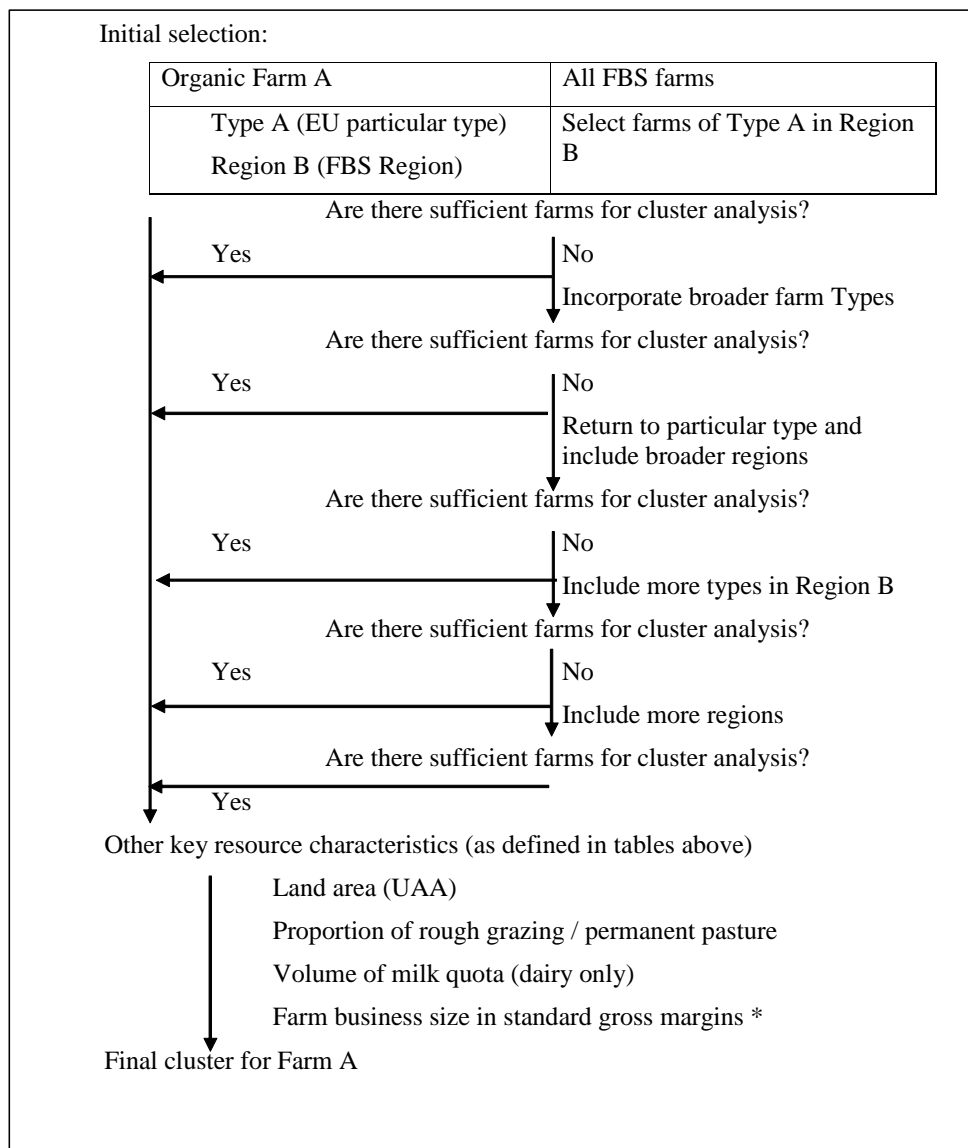 Initial selection:
Organic Farm A
All FBS farms
Type A (EU particular type)
Region B (FBS Region)
Select farms of Type A in Region
B
Are there sufficient farms for cluster analysis?
Yes
No
Incorporate broader farm Types
Are there sufficient farms for cluster analysis?
Yes
No
Return to particular type and
include broader regions
Are there sufficient farms for cluster analysis?
Yes
No
Include more types in Region B
Are there sufficient farms for cluster analysis?
Yes
No
Include more regions
Are there sufficient farms for cluster analysis?
Yes
Other key resource characteristics (as defined in tables above)
Land area (UAA)
Proportion of rough grazing / permanent pasture
Volume of milk quota (dairy only)
Farm business size in standard gross margins *
Final cluster for Farm A